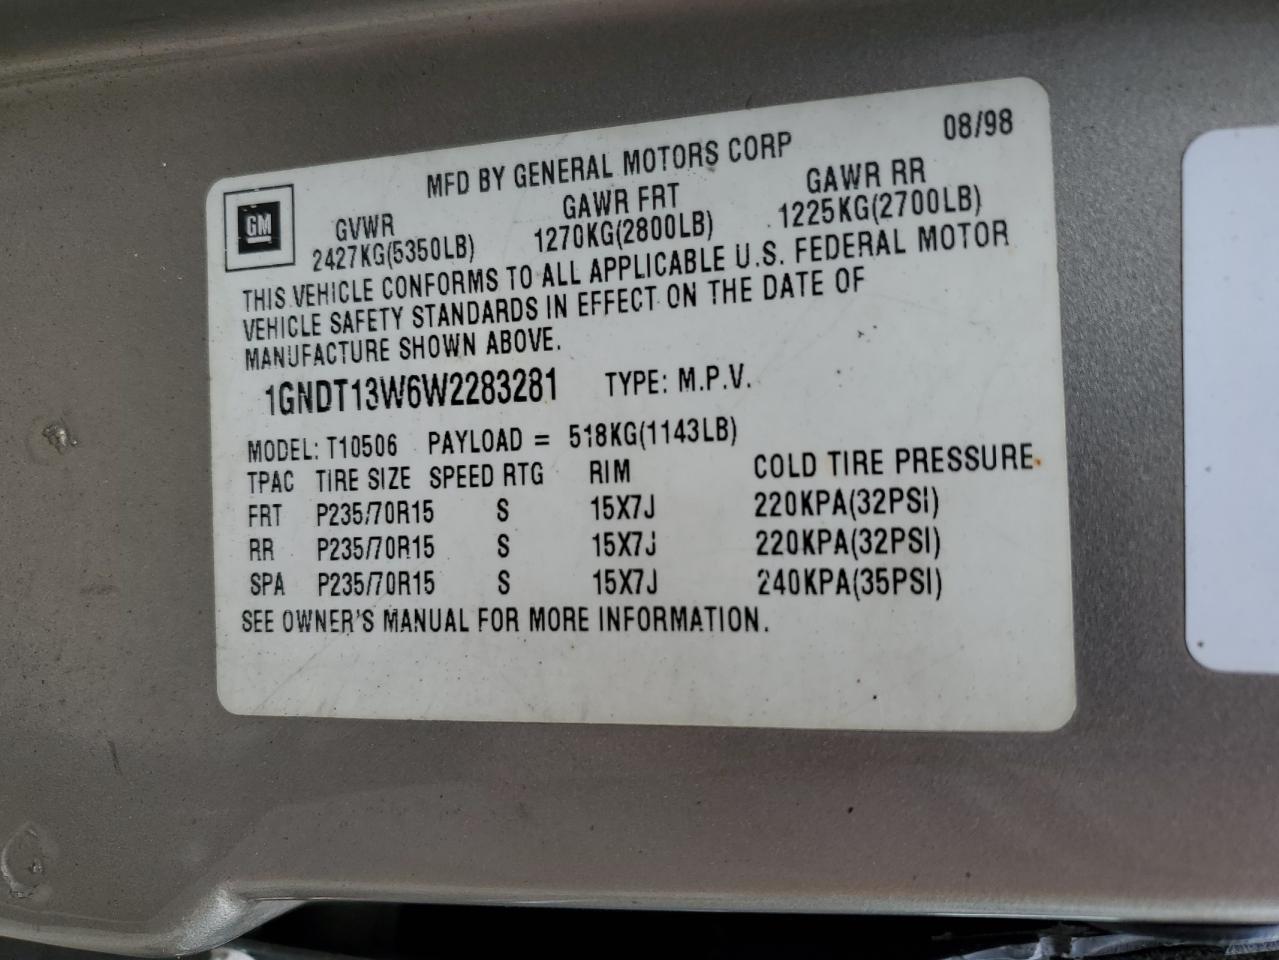 08/98
MFD BY GENERAL MOTORS CORP
GM
GVWR GAWR FRT GAWR RR
2427KG(5350LB) 1270KG(2800LB) 1225KG(2700LB)
THIS VEHICLE CONFORMS TO ALL APPLICABLE U.S. FEDERAL MOTOR
VEHICLE SAFETY STANDARDS IN EFFECT ON THE DATE OF
MANUFACTURE SHOWN ABOVE.
1GNDT13W6W2283281 TYPE: M.P.V.
MODEL: T10506 PAYLOAD = 518KG(1143LB)
TPAC TIRE SIZE SPEED RTG RIM COLD TIRE PRESSURE
FRT P235/70R15 S 15X7J 220KPA(32PSI)
RR P235/70R15 S 15X7J 220KPA(32PSI)
SPA P235/70R15 S 15X7J 240KPA(35PSI)
SEE OWNER'S MANUAL FOR MORE INFORMATION.